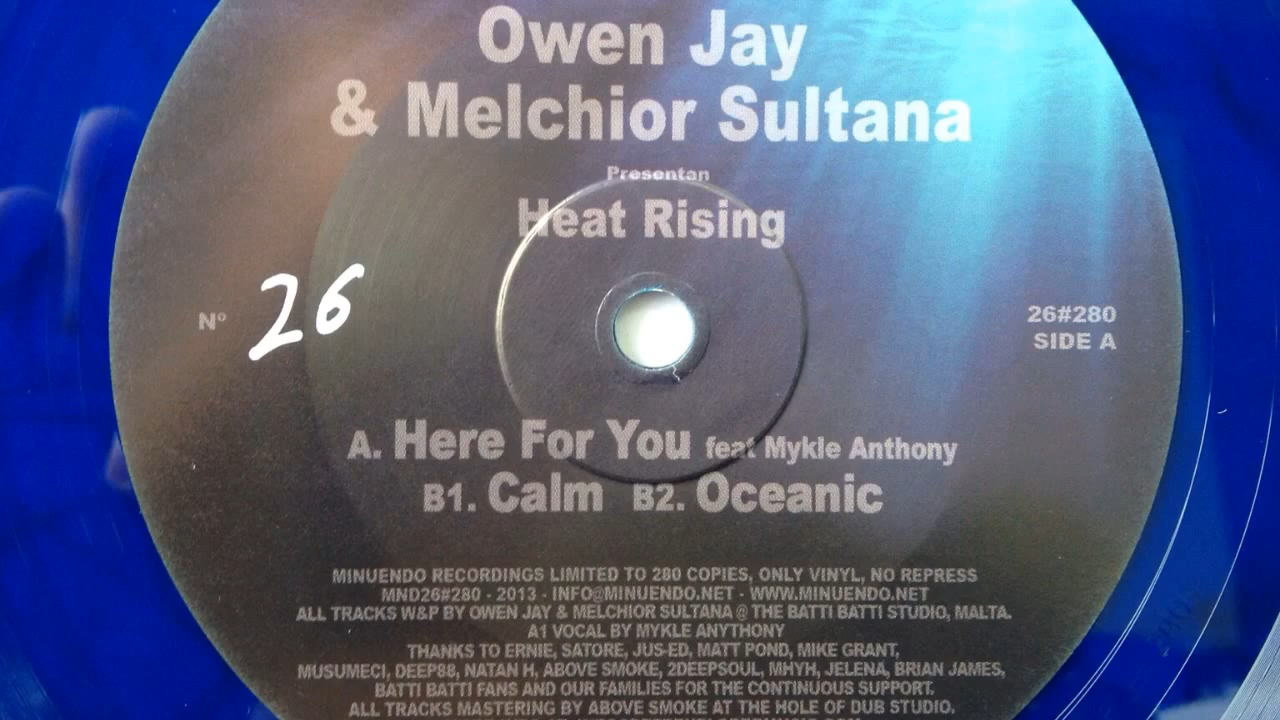 Owen Jay
& Melchior Sultana
Presentan
Heat Rising
Nº 26
26#280
SIDE A
A. Here For You feat Mykle Anthony
B1. Calm B2. Oceanic
MINUENDO RECORDINGS LIMITED TO 280 COPIES, ONLY VINYL, NO REPRESS
MND26#280 - 2013 - INFO@MINUENDO.NET - WWW.MINUENDO.NET
ALL TRACKS W&P BY OWEN JAY & MELCHIOR SULTANA @ THE BATTI BATTI STUDIO, MALTA.
A1 VOCAL BY MYKLE ANYTHONY
THANKS TO ERNIE, SATORE, JUS-ED, MATT POND, MIKE GRANT,
MUSUMECI, DEEP88, NATAN H, ABOVE SMOKE, 2DEEPSOUL, MHYH, JELENA, BRIAN JAMES,
BATTI BATTI FANS AND OUR FAMILIES FOR THE CONTINUOUS SUPPORT.
ALL TRACKS MASTERING BY ABOVE SMOKE AT THE HOLE OF DUB STUDIO.